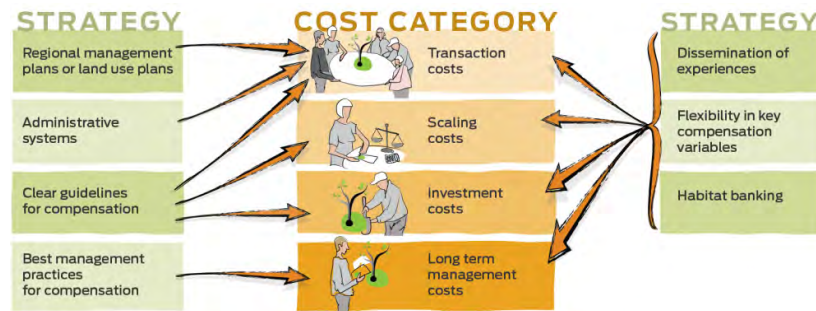 STRATEGY
COST CATEGORY
STRATEGY
Regional management
plans or land use plans
Transaction
costs
Dissemination of
experiences
Administrative
systems
Scaling
costs
Flexibility in key
compensation
variables
Clear guidelines
for compensation
investment
costs
Habitat banking
Best management
practices
for compensation
Long term
management
costs